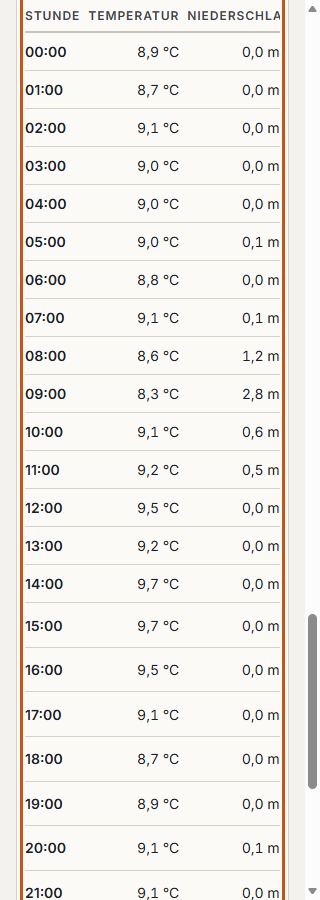 STUNDE TEMPERATUR NIEDERSCHLA
00:00 8,9 °C 0,0 m
01:00 8,7 °C 0,0 m
02:00 9,1 °C 0,0 m
03:00 9,0 °C 0,0 m
04:00 9,0 °C 0,0 m
05:00 9,0 °C 0,1 m
06:00 8,8 °C 0,0 m
07:00 9,1 °C 0,1 m
08:00 8,6 °C 1,2 m
09:00 8,3 °C 2,8 m
10:00 9,1 °C 0,6 m
11:00 9,2 °C 0,5 m
12:00 9,5 °C 0,0 m
13:00 9,2 °C 0,0 m
14:00 9,7 °C 0,0 m
15:00 9,7 °C 0,0 m
16:00 9,5 °C 0,0 m
17:00 9,1 °C 0,0 m
18:00 8,7 °C 0,0 m
19:00 8,9 °C 0,0 m
20:00 9,1 °C 0,1 m
21:00 9,1 °C 0,0 m